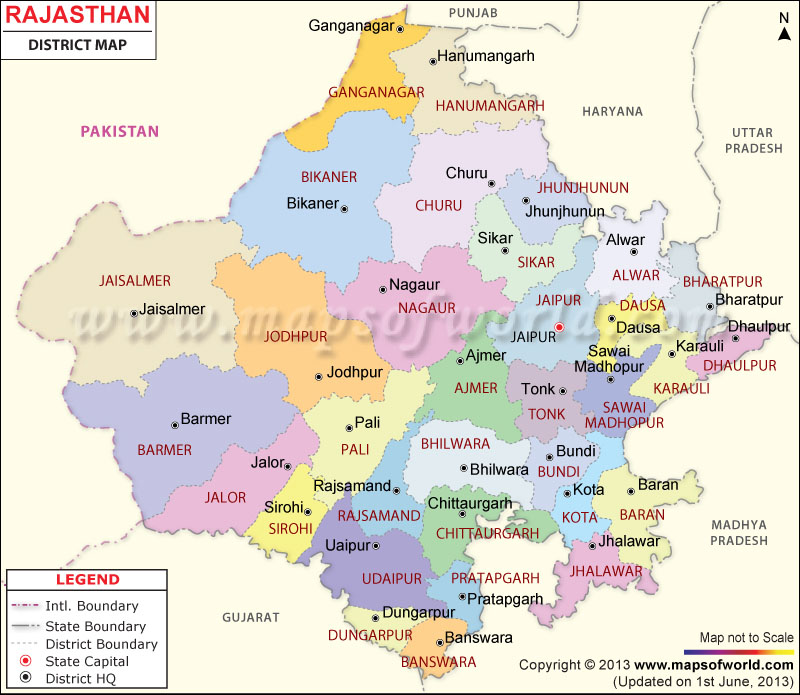 RAJASTHAN
DISTRICT MAP
N
PUNJAB
Ganganagar
Hanumangarh
GANGANAGAR
HANUMANGARH
HARYANA
PAKISTAN
UTTAR
PRADESH
BIKANER
Churu
JHUNJHUNUN
Bikaner
CHURU
Jhunjhunun
Sikar
Alwar
SIKAR
ALWAR
JAISALMER
BHARATPUR
Nagaur
NAGAUR
JAIPUR
DAUSA
Bharatpur
Jaisalmer
www.mapsofworld.com
JODHPUR
JAIPUR
Dausa
Dhaulpur
Karauli
Ajmer
Sawai
Madhopur
DHAULPUR
Jodhpur
AJMER
Tonk
KARAULI
TONK
SAWAI
MADHOPUR
Barmer
Pali
BARMER
PALI
BHILWARA
Bundi
Jalor
Bhilwara
BUNDI
JALOR
Rajsamand
Kota
Baran
Sirohi
Chittaurgarh
RAJSAMAND
KOTA
BARAN
SIROHI
CHITTAURGARH
MADHYA
PRADESH
Uaipur
Jhalawar
UDAIPUR
PRATAPGARH
JHALAWAR
Pratapgarh
GUJARAT
Dungarpur
DUNGARPUR
Banswara
BANSWARA
LEGEND
Intl. Boundary
State Boundary
District Boundary
State Capital
District HQ
Map not to Scale
Copyright © 2013 www.mapsofworld.com
(Updated on 1st June, 2013)